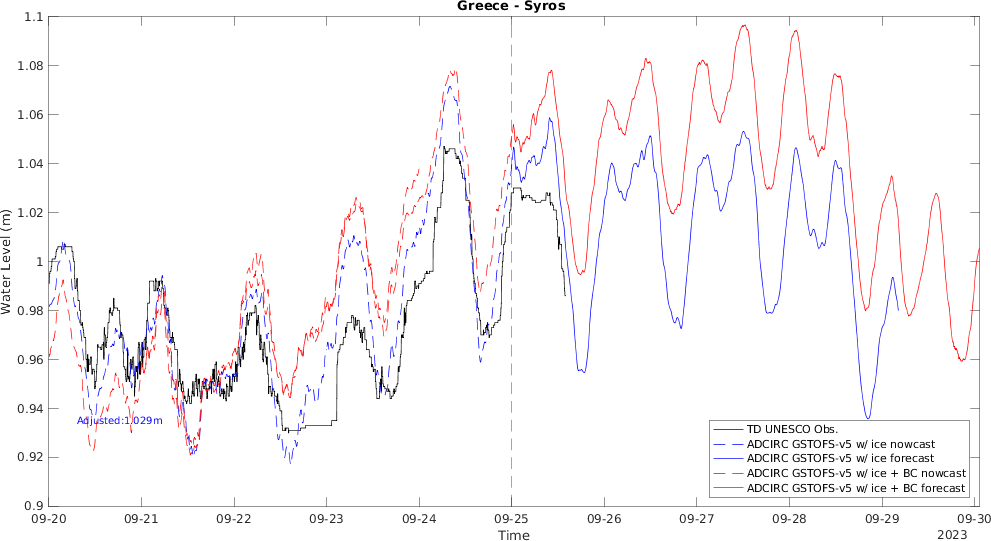 Greece - Syros
1.1
1.08
1.06
1.04
1.02
1
0.98
0.96
0.94
0.92
0.9
Water Level (m)
Adjusted:1.029m
TD UNESCO Obs.
ADCIRC GSTOFS-v5 w/ ice nowcast
ADCIRC GSTOFS-v5 w/ ice forecast
ADCIRC GSTOFS-v5 w/ ice + BC nowcast
ADCIRC GSTOFS-v5 w/ ice + BC forecast
09-20 09-21 09-22 09-23 09-24 09-25 09-26 09-27 09-28 09-29 09-30
Time
2023